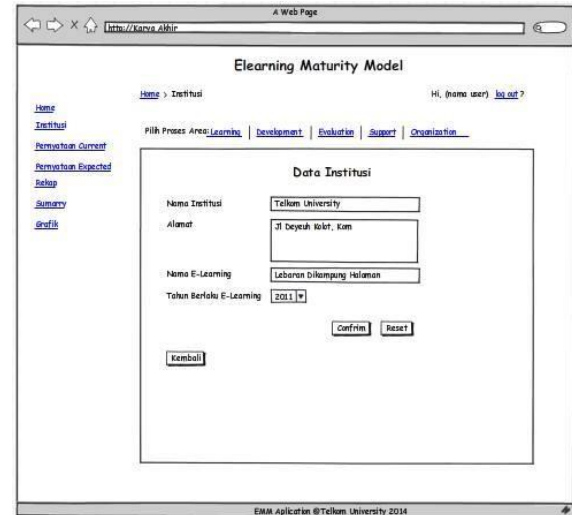 A Web Page
http://Karya Akhir
Elearning Maturity Model
Home > Institusi
Hi, (nama user) log out ?
Home
Institusi
Pernyataan Current
Pernyataan Expected
Rekap
Sumarry
Grafik
Pilih Proses Area: Learning | Development | Evaluation | Support | Organization
Data Institusi
Nama Institusi
Telkom University
Alamat
Jl Deyeuh Kolot, Kom
Nama E-Learning
Lebaran Dikampung Halaman
Tahun Berlaku E-Learning
2011
Confrim
Reset
Kembali
EMM Aplication @Telkom University 2014